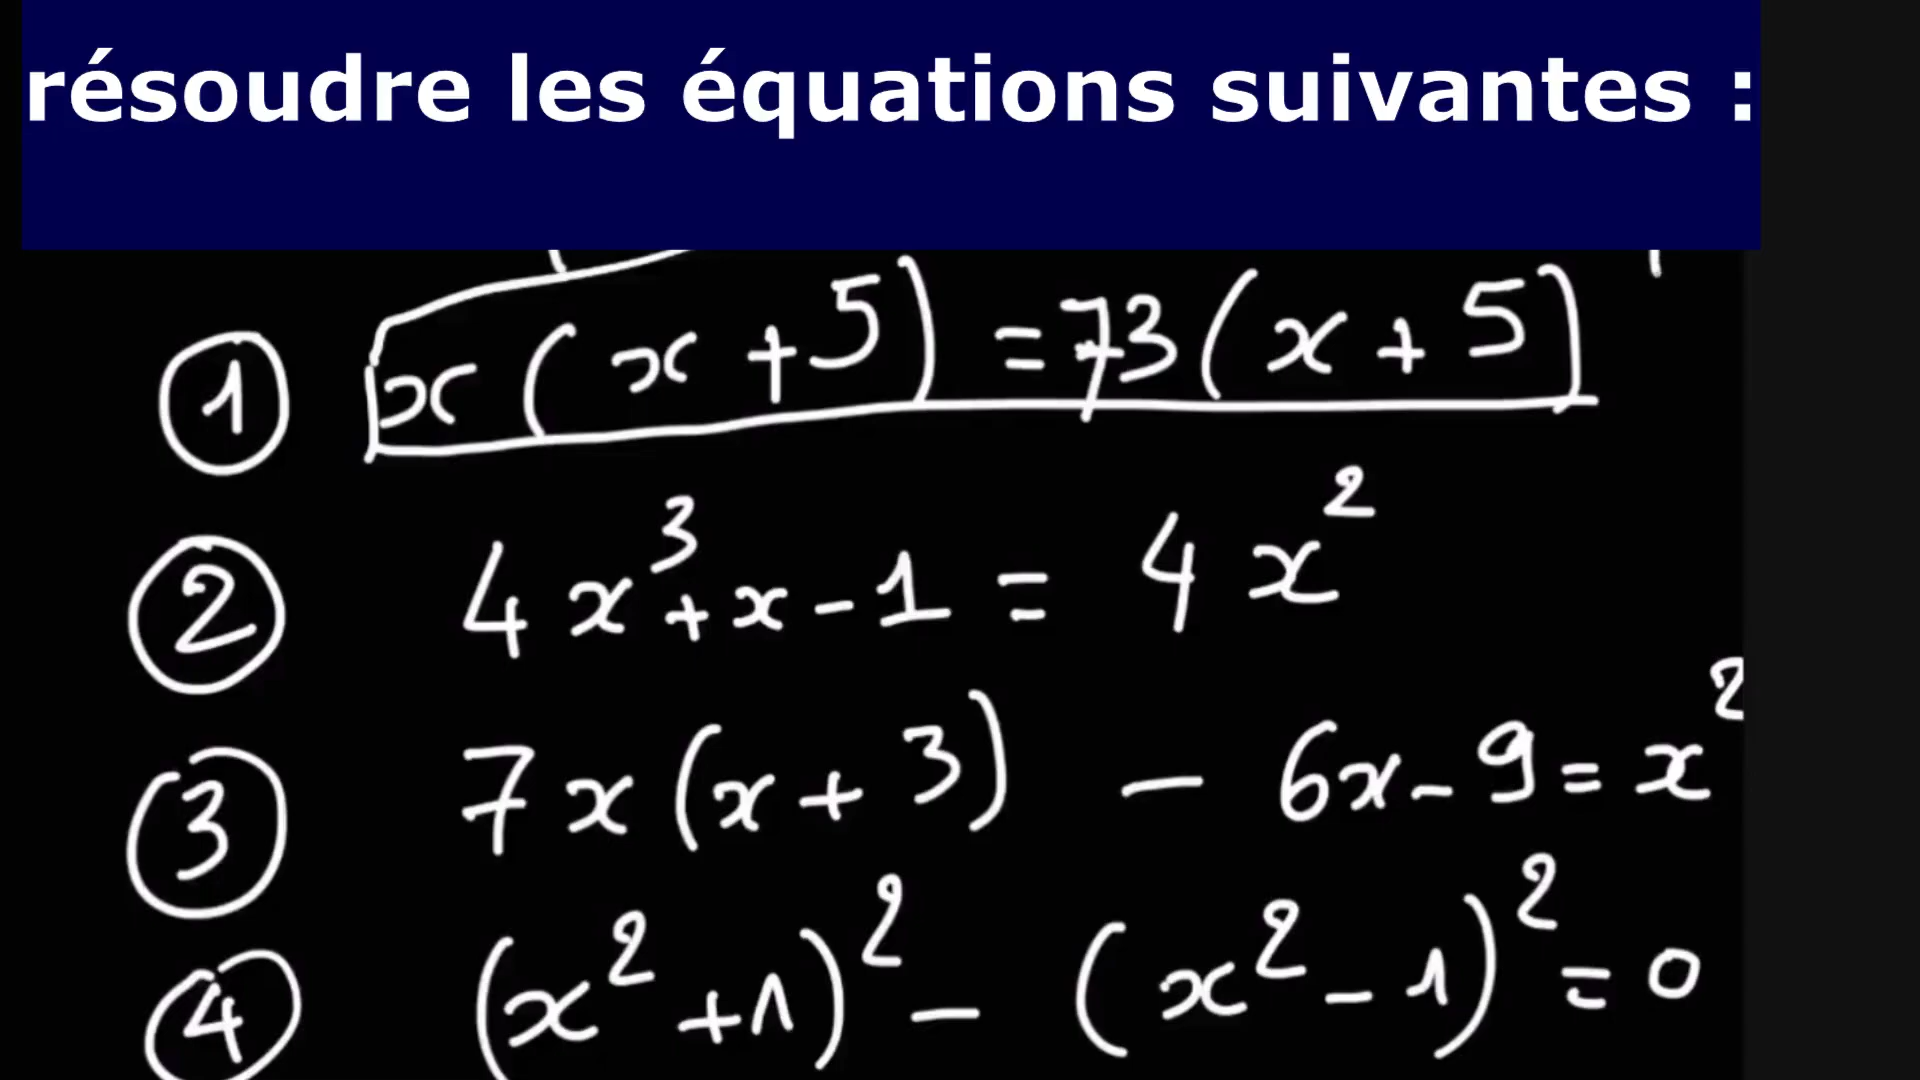 résoudre les équations suivantes :
① x(x+5) = 73(x+5)
② 4x³+x-1 = 4x²
③ 7x(x+3) - 6x-9 = x²
④ (x²+1)² - (x²-1)² = 0